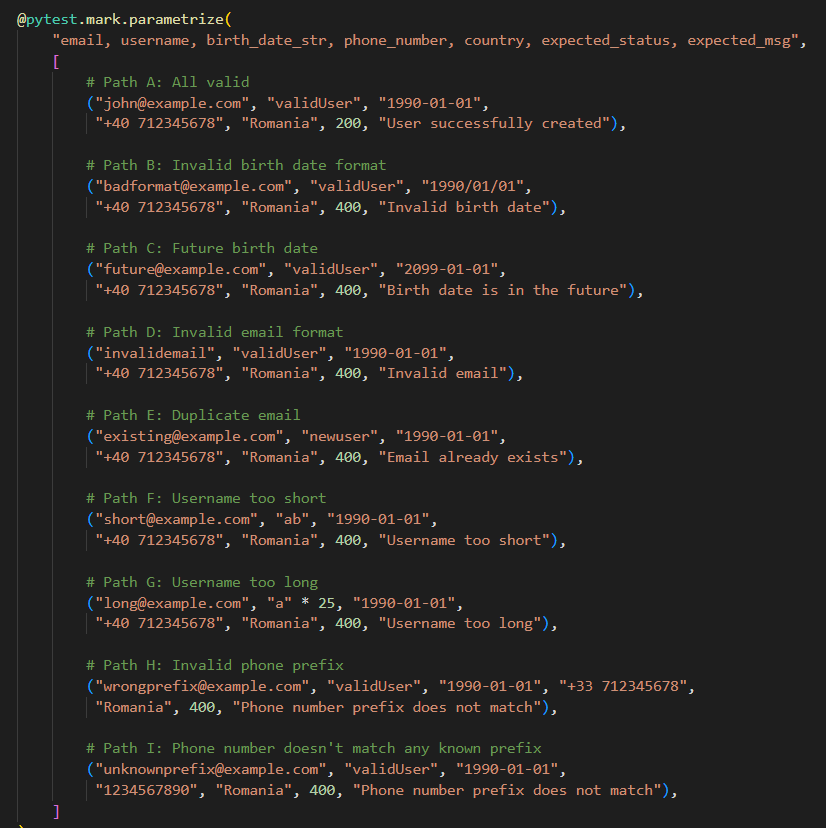 @pytest.mark.parametrize(
"email, username, birth_date_str, phone_number, country, expected_status, expected_msg",
[
# Path A: All valid
("john@example.com", "validUser", "1990-01-01",
"+40 712345678", "Romania", 200, "User successfully created"),
# Path B: Invalid birth date format
("badformat@example.com", "validUser", "1990/01/01",
"+40 712345678", "Romania", 400, "Invalid birth date"),
# Path C: Future birth date
("future@example.com", "validUser", "2099-01-01",
"+40 712345678", "Romania", 400, "Birth date is in the future"),
# Path D: Invalid email format
("invalidemail", "validUser", "1990-01-01",
"+40 712345678", "Romania", 400, "Invalid email"),
# Path E: Duplicate email
("existing@example.com", "newuser", "1990-01-01",
"+40 712345678", "Romania", 400, "Email already exists"),
# Path F: Username too short
("short@example.com", "ab", "1990-01-01",
"+40 712345678", "Romania", 400, "Username too short"),
# Path G: Username too long
("long@example.com", "a" * 25, "1990-01-01",
"+40 712345678", "Romania", 400, "Username too long"),
# Path H: Invalid phone prefix
("wrongprefix@example.com", "validUser", "1990-01-01", "+33 712345678",
"Romania", 400, "Phone number prefix does not match"),
# Path I: Phone number doesn't match any known prefix
("unknownprefix@example.com", "validUser", "1990-01-01",
"1234567890", "Romania", 400, "Phone number prefix does not match"),
]